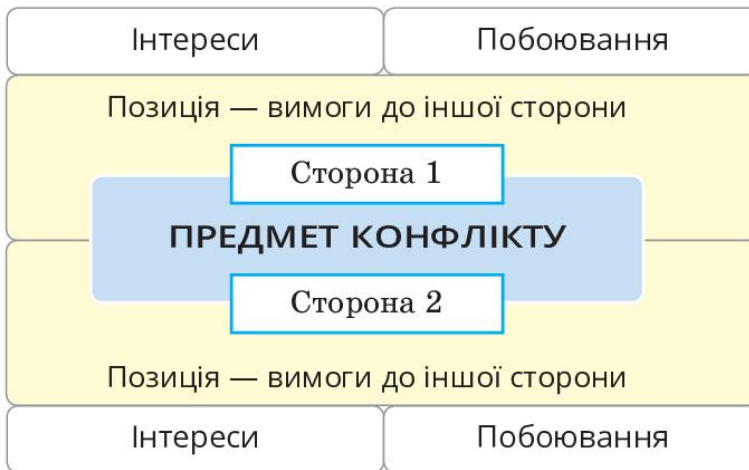 Інтереси Побоювання
Позиція — вимоги до іншої сторони
Сторона 1
ПРЕДМЕТ КОНФЛІКТУ
Сторона 2
Позиція — вимоги до іншої сторони
Інтереси Побоювання